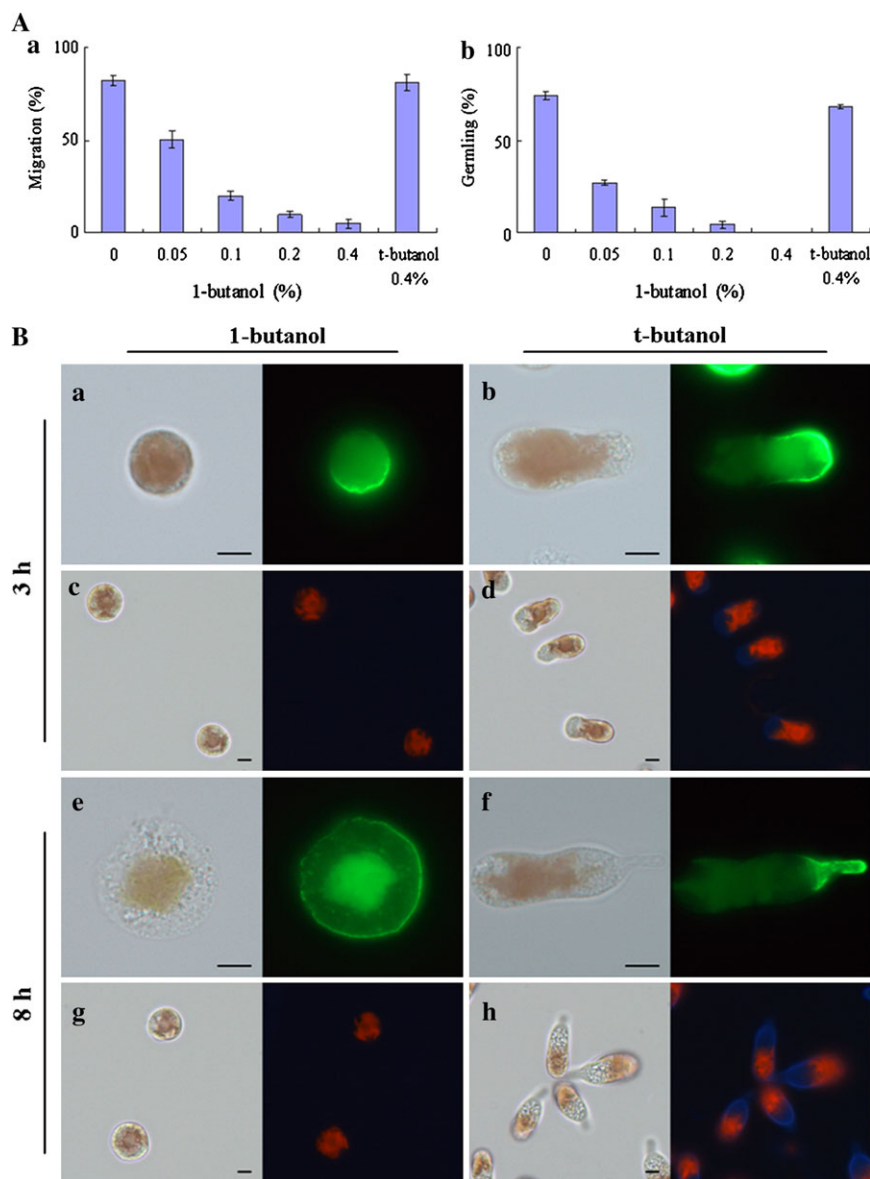 A
a
100
50
0
Migration (%)
0 0.05 0.1 0.2 0.4 t-butanol
0.4%
1-butanol (%)
b
100
50
0
Germling (%)
0 0.05 0.1 0.2 0.4 t-butanol
0.4%
1-butanol (%)
B
1-butanol t-butanol
3 h
a b
c d
8 h
e f
g h